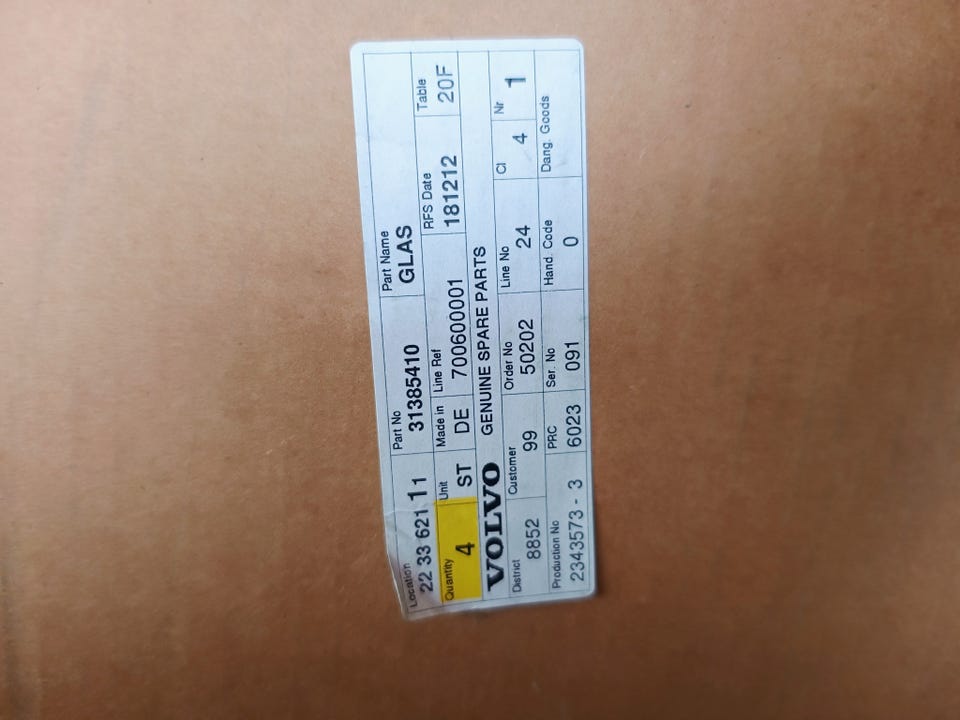 Location Part No Part Name
22 33 621 11 31385410 GLAS
Quantity Unit Made in Line Ref RFS Date Table
4 ST DE 700600001 181212 20F
VOLVO GENUINE SPARE PARTS
District Customer Order No Line No Cl Nr
8852 99 50202 24 4 1
Production No PRC Ser. No Hand. Code Dang. Goods
2343573 - 3 6023 091 0